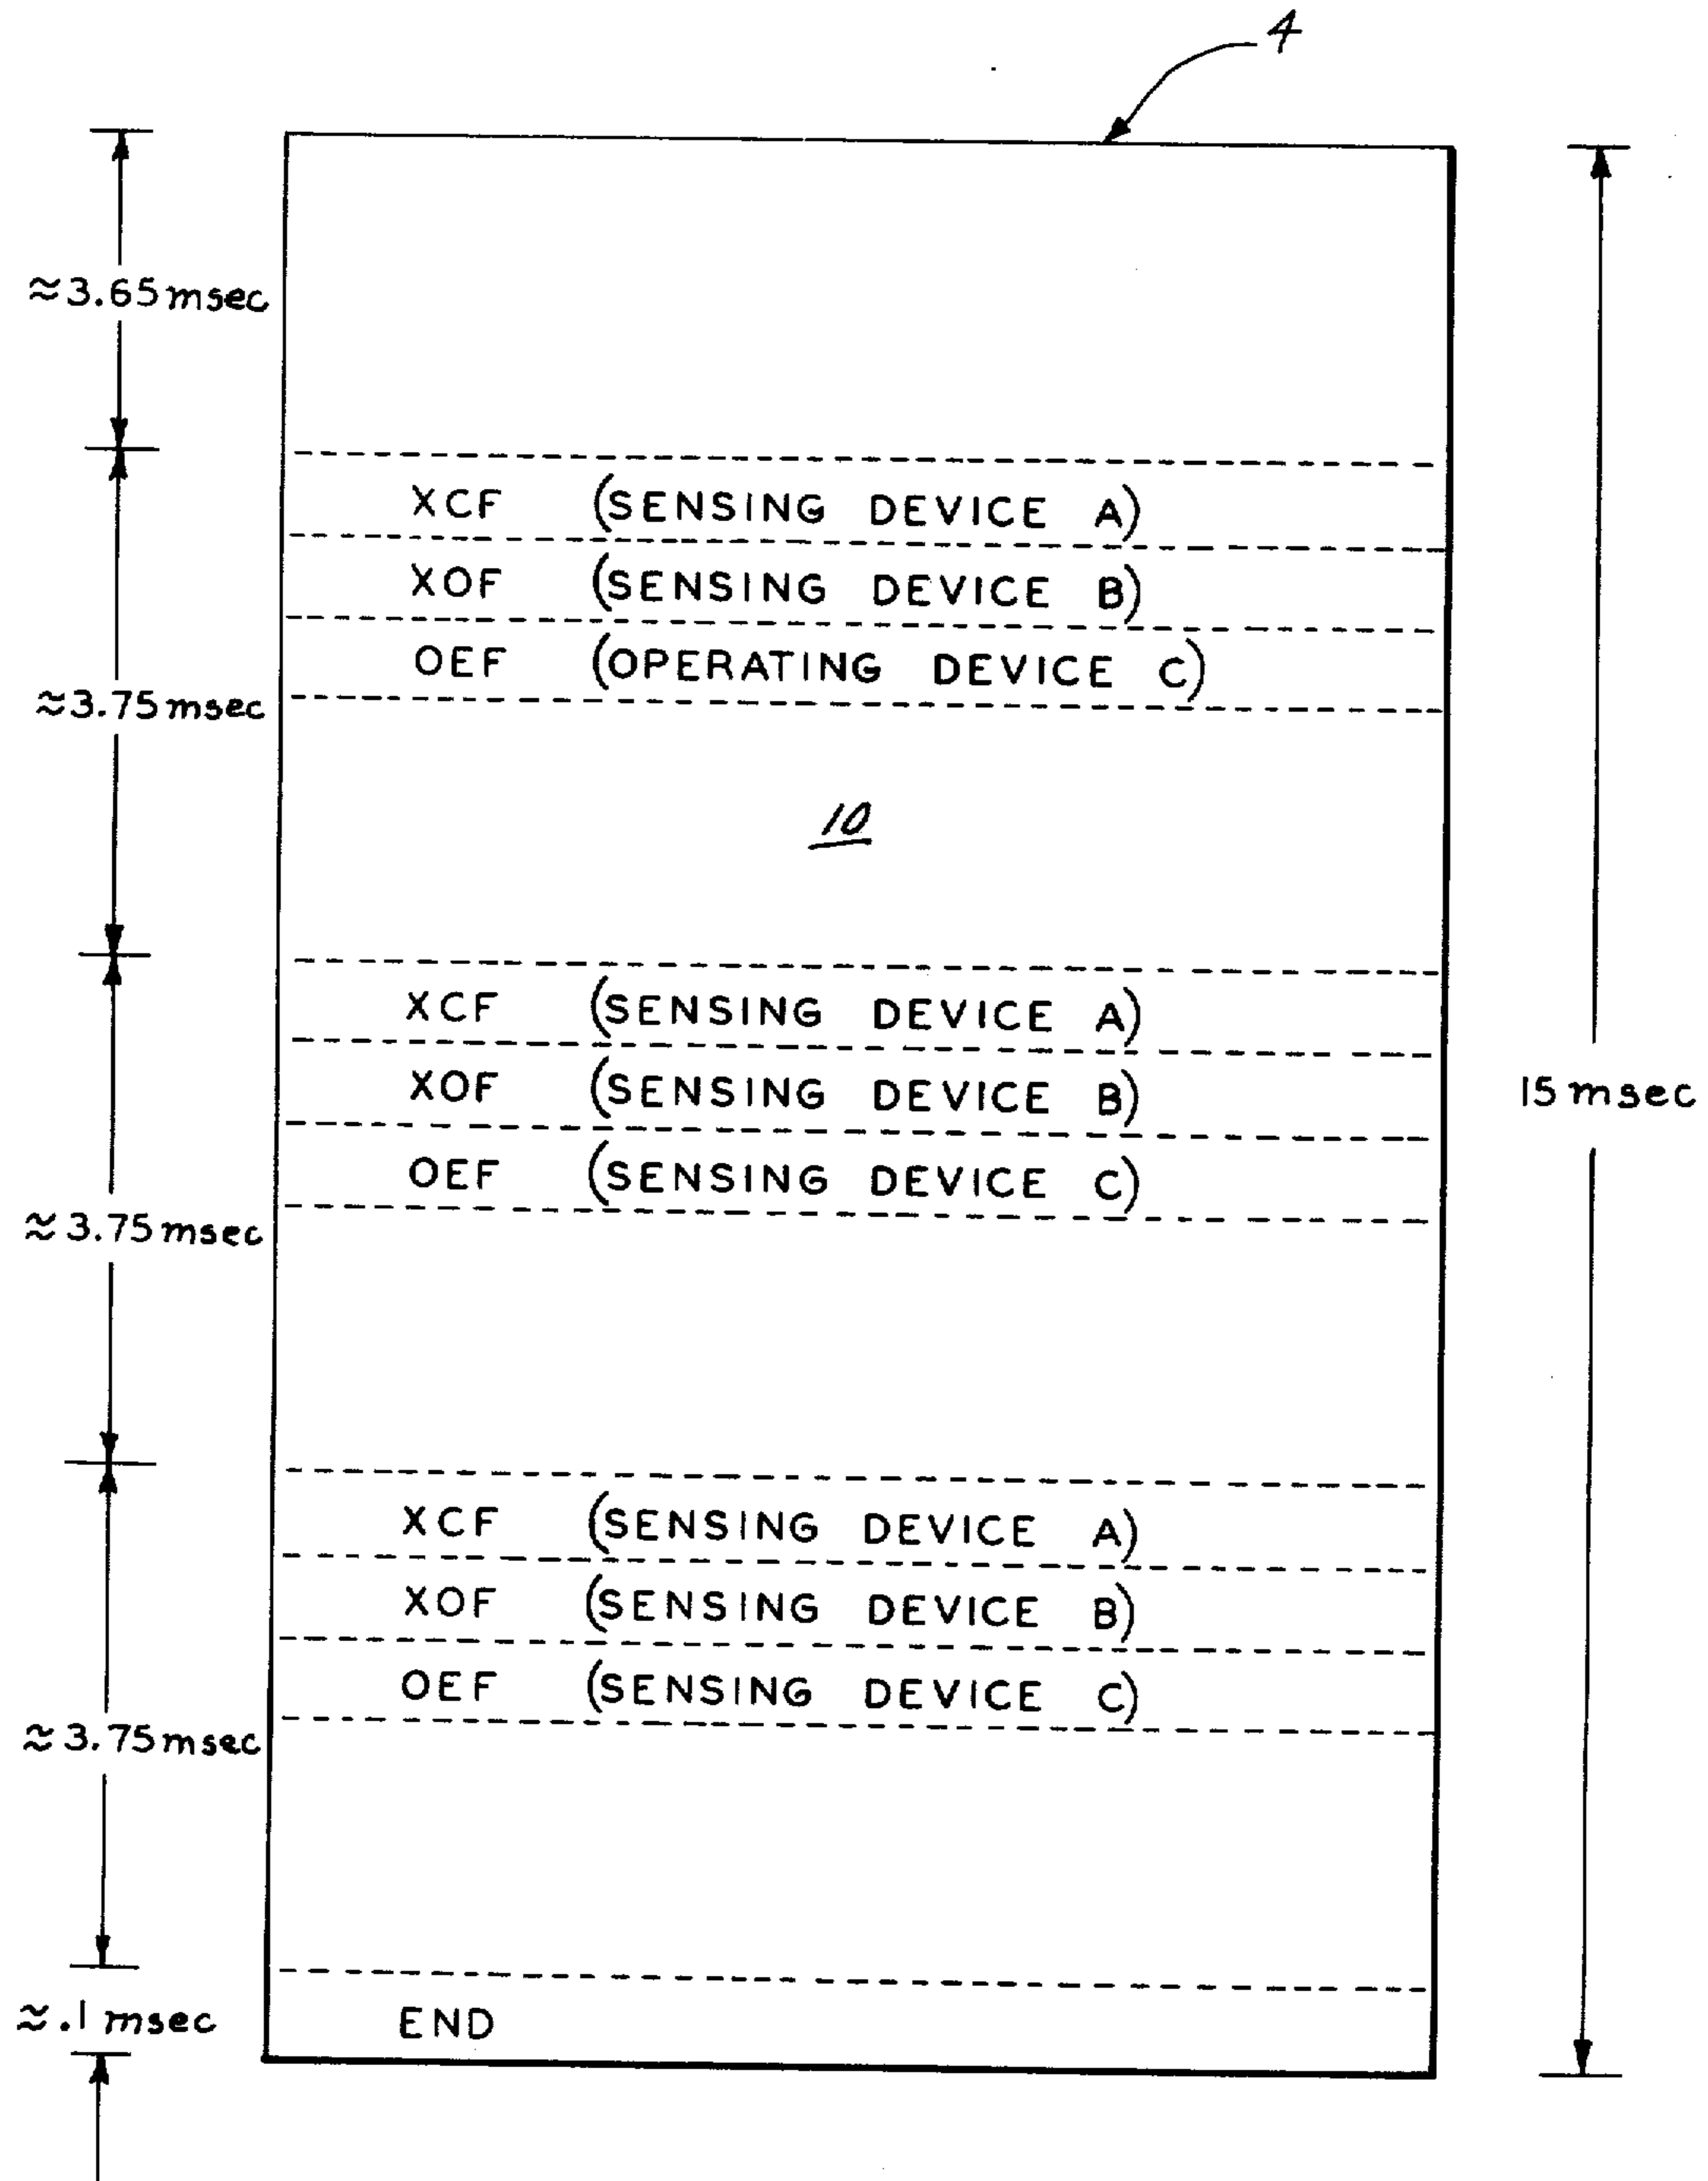 4
≈3.65 msec
XCF (SENSING DEVICE A)
XOF (SENSING DEVICE B)
OEF (OPERATING DEVICE C)
≈3.75 msec
10
XCF (SENSING DEVICE A)
XOF (SENSING DEVICE B)
15 msec
OEF (SENSING DEVICE C)
≈3.75 msec
XCF (SENSING DEVICE A)
XOF (SENSING DEVICE B)
OEF (SENSING DEVICE C)
≈3.75 msec
≈.1 msec
END